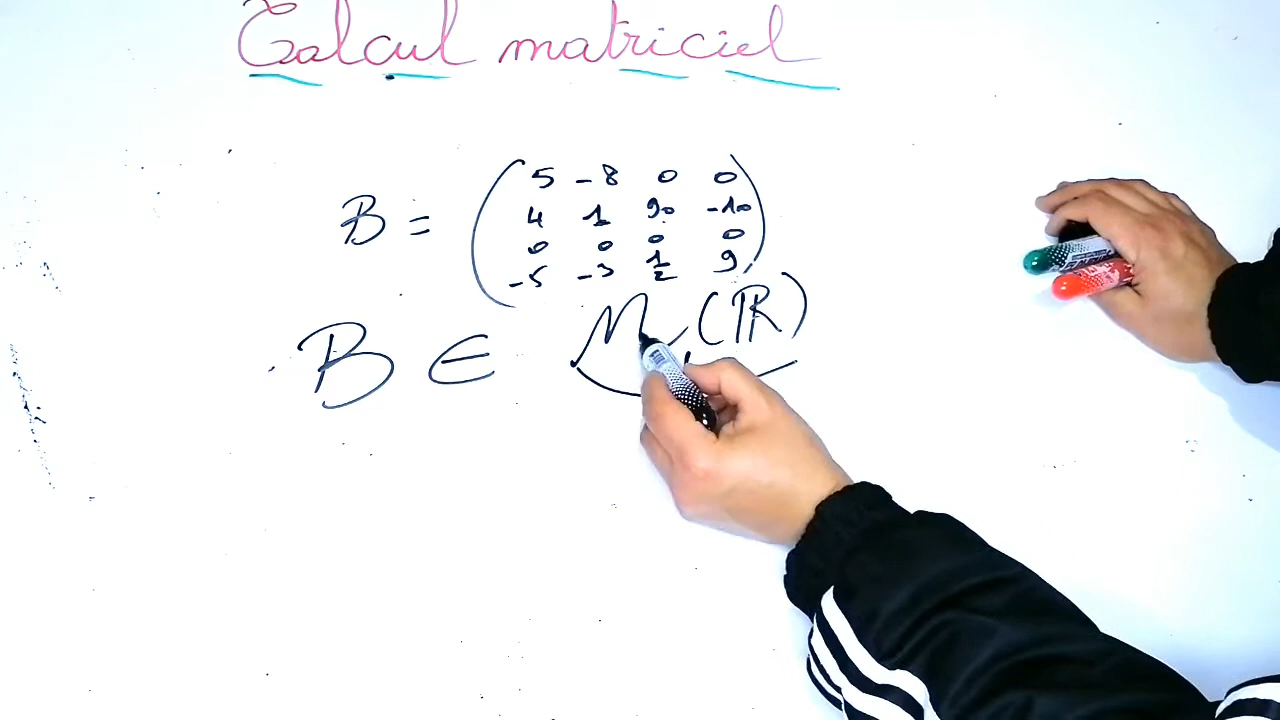 Calcul matriciel
B = ( 5 -8 0 0
4 1 90 -10
0 0 0 0
-5 -3 1/2 9 )
B ∈ M (ℝ)